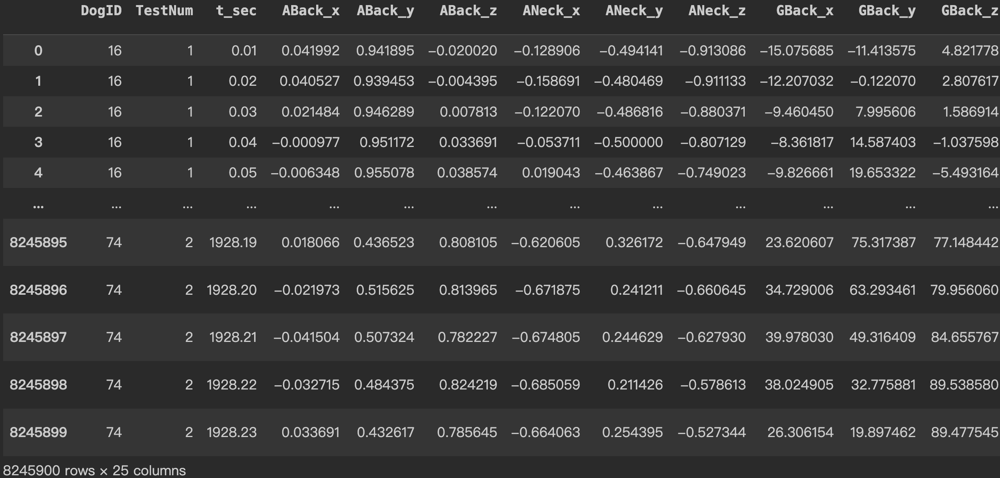 DogID TestNum t_sec ABack_x ABack_y ABack_z ANeck_x ANeck_y ANeck_z GBack_x GBack_y GBack_z
0 16 1 0.01 0.041992 0.941895 −0.020020 −0.128906 −0.494141 −0.913086 −15.075685 −11.413575 4.821778
1 16 1 0.02 0.040527 0.939453 −0.004395 −0.158691 −0.480469 −0.911133 −12.207032 −0.122070 2.807617
2 16 1 0.03 0.021484 0.946289 0.007813 −0.122070 −0.486816 −0.880371 −9.460450 7.995606 1.586914
3 16 1 0.04 −0.000977 0.951172 0.033691 −0.053711 −0.500000 −0.807129 −8.361817 14.587403 −1.037598
4 16 1 0.05 −0.006348 0.955078 0.038574 0.019043 −0.463867 −0.749023 −9.826661 19.653322 −5.493164
... ... ... ... ... ... ... ... ... ... ... ... ...
8245895 74 2 1928.19 0.018066 0.436523 0.808105 −0.620605 0.326172 −0.647949 23.620607 75.317387 77.148442
8245896 74 2 1928.20 −0.021973 0.515625 0.813965 −0.671875 0.241211 −0.660645 34.729006 63.293461 79.956060
8245897 74 2 1928.21 −0.041504 0.507324 0.782227 −0.674805 0.244629 −0.627930 39.978030 49.316409 84.655767
8245898 74 2 1928.22 −0.032715 0.484375 0.824219 −0.685059 0.211426 −0.578613 38.024905 32.775881 89.538580
8245899 74 2 1928.23 0.033691 0.432617 0.785645 −0.664063 0.254395 −0.527344 26.306154 19.897462 89.477545
8245900 rows × 25 columns